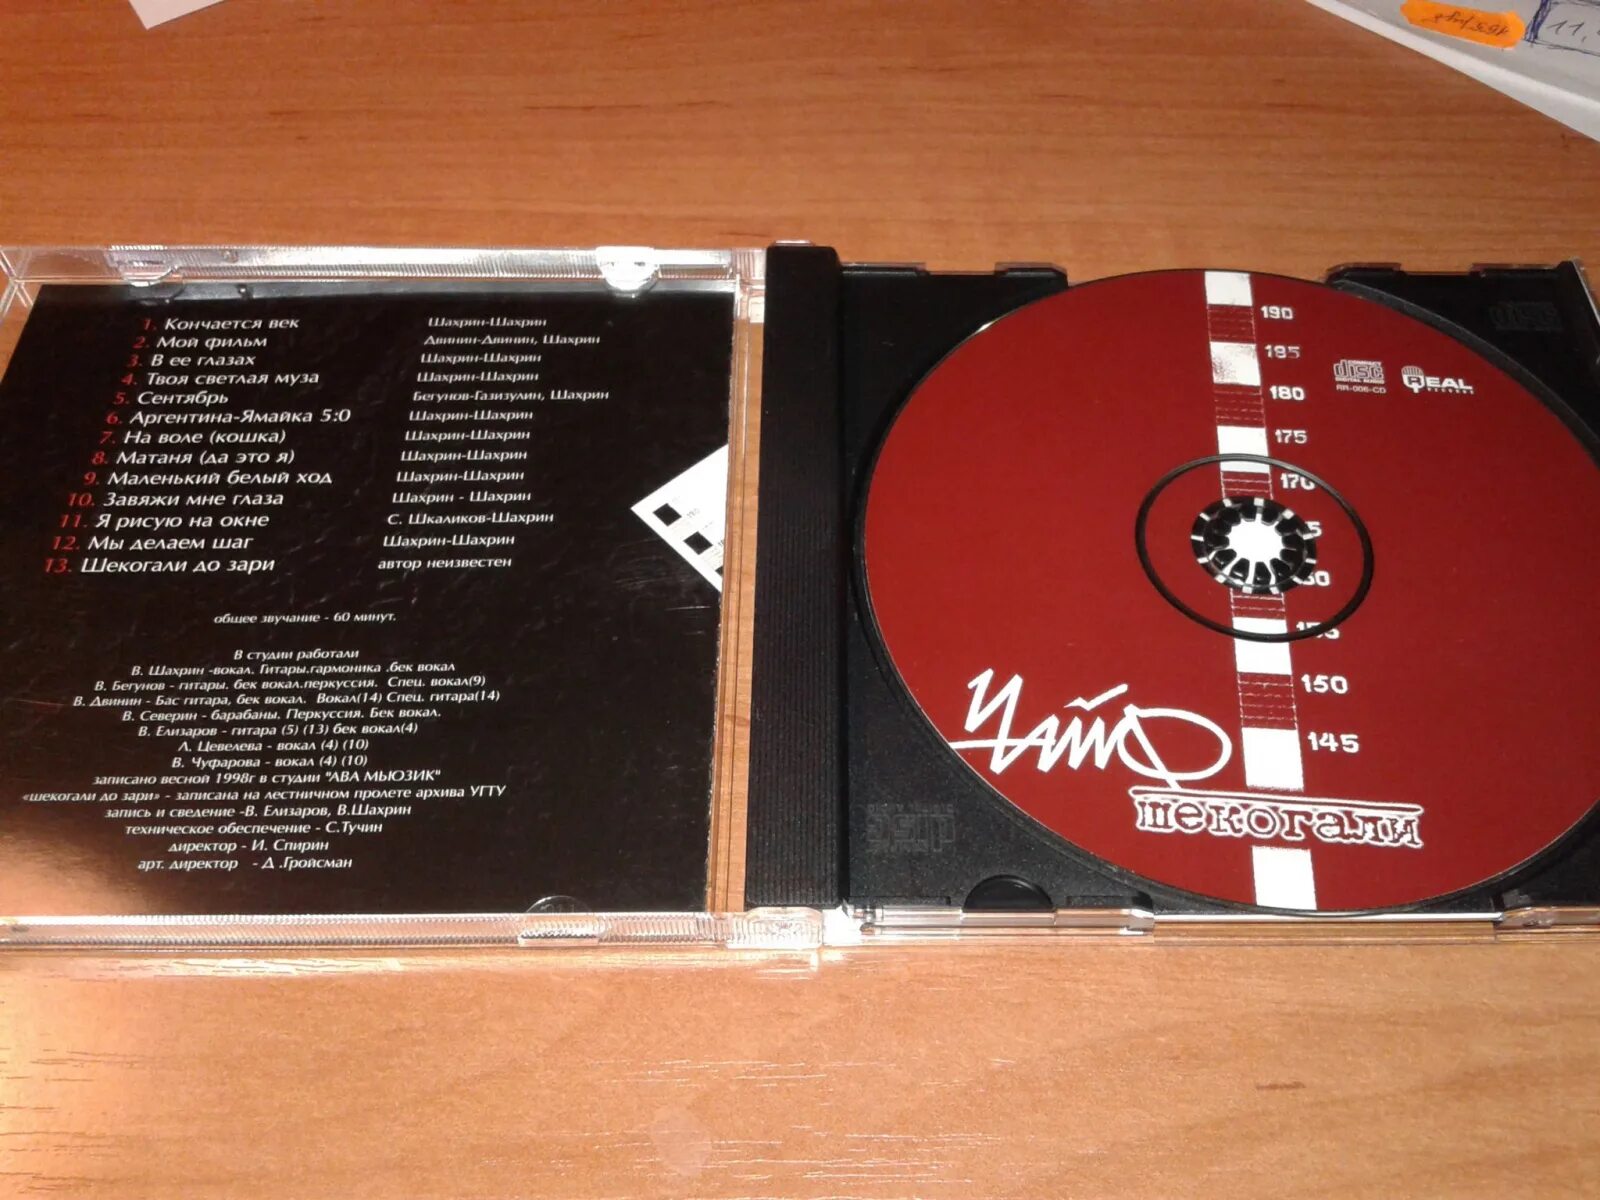 1. Кончается век Шахрин-Шахрин
2. Мой фильм Двинин-Двинин, Шахрин
3. В ее глазах Шахрин-Шахрин
4. Твоя светлая муза Шахрин-Шахрин
5. Сентябрь Бегунов-Газизулин, Шахрин
6. Аргентина-Ямайка 5:0 Шахрин-Шахрин
7. На воле (кошка) Шахрин-Шахрин
8. Матаня (да это я) Шахрин-Шахрин
9. Маленький белый ход Шахрин-Шахрин
10. Завяжи мне глаза Шахрин - Шахрин
11. Я рисую на окне С. Шкаликов-Шахрин
12. Мы делаем шаг Шахрин-Шахрин
13. Шекогали до зари автор неизвестен
общее звучание - 60 минут.
В студии работали
В. Шахрин -вокал. Гитары.гармоника .бек вокал
В. Бегунов - гитары. бек вокал.перкуссия. Спец. вокал(9)
В. Двинин - Бас гитара, бек вокал. Вокал(14) Спец. гитара(14)
В. Северин - барабаны. Перкуссия. Бек вокал.
В. Елизаров - гитара (5) (13) бек вокал(4)
Л. Цевелева - вокал (4) (10)
В. Чуфарова - вокал (4) (10)
записано весной 1998г в студии "АВА МЬЮЗИК"
«шекогали до зари» - записана на лестничном пролете архива УГТУ
запись и сведение -В. Елизаров, В.Шахрин
техническое обеспечение - С.Тучин
директор - И. Спирин
арт. директор - Д .Гройсман
190
185
180
175
170
150
145
COMPACT
disc
DIGITAL AUDIO
RR-006-CD
REAL
RECORDS
ЧАЙФ
шекогали